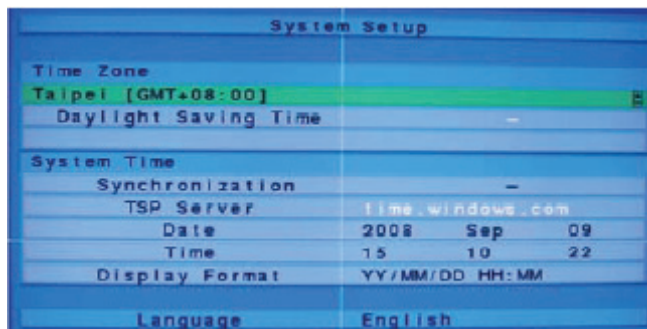 System Setup
Time Zone
Taipei [GMT+08:00]
Daylight Saving Time –
System Time
Synchronization –
TSP Server time.windows.com
Date 2008 Sep 09
Time 15 10 22
Display Format YY/MM/DD HH:MM
Language English